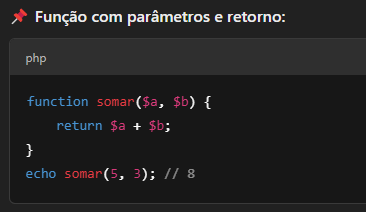 📌 Função com parâmetros e retorno:
php
function somar($a, $b) {
    return $a + $b;
}
echo somar(5, 3); // 8